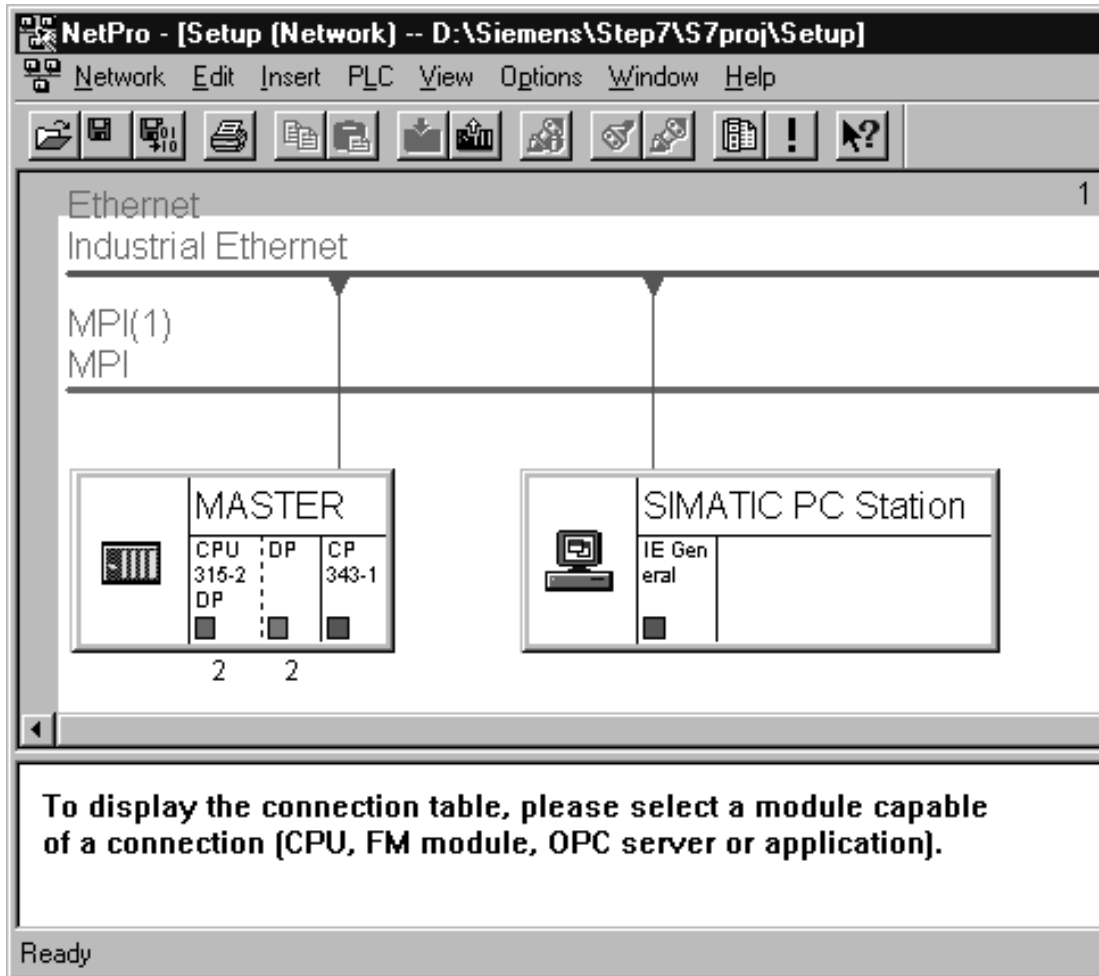 NetPro - [Setup (Network) -- D:\Siemens\Step7\S7proj\Setup]
Network Edit Insert PLC View Options Window Help
1
Ethernet
Industrial Ethernet
MPI(1)
MPI
MASTER
CPU
315-2
DP
DP
CP
343-1
2
2
SIMATIC PC Station
IE Gen
eral
To display the connection table, please select a module capable
of a connection (CPU, FM module, OPC server or application).
Ready